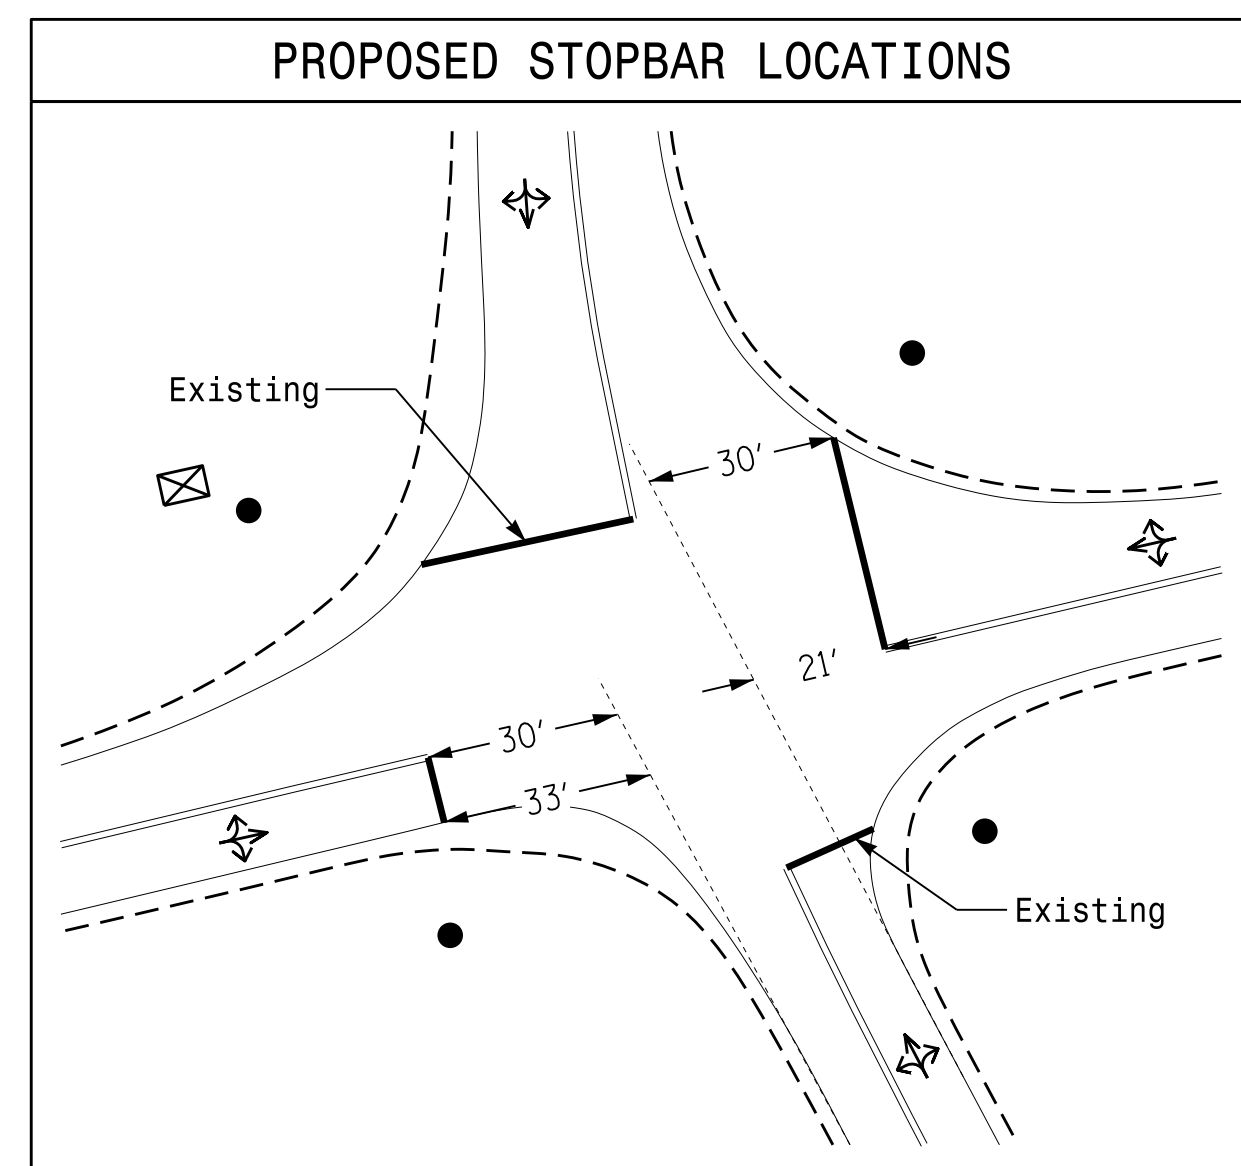 PROPOSED STOPBAR LOCATIONS
Existing
30′
21′
30′
33′
Existing